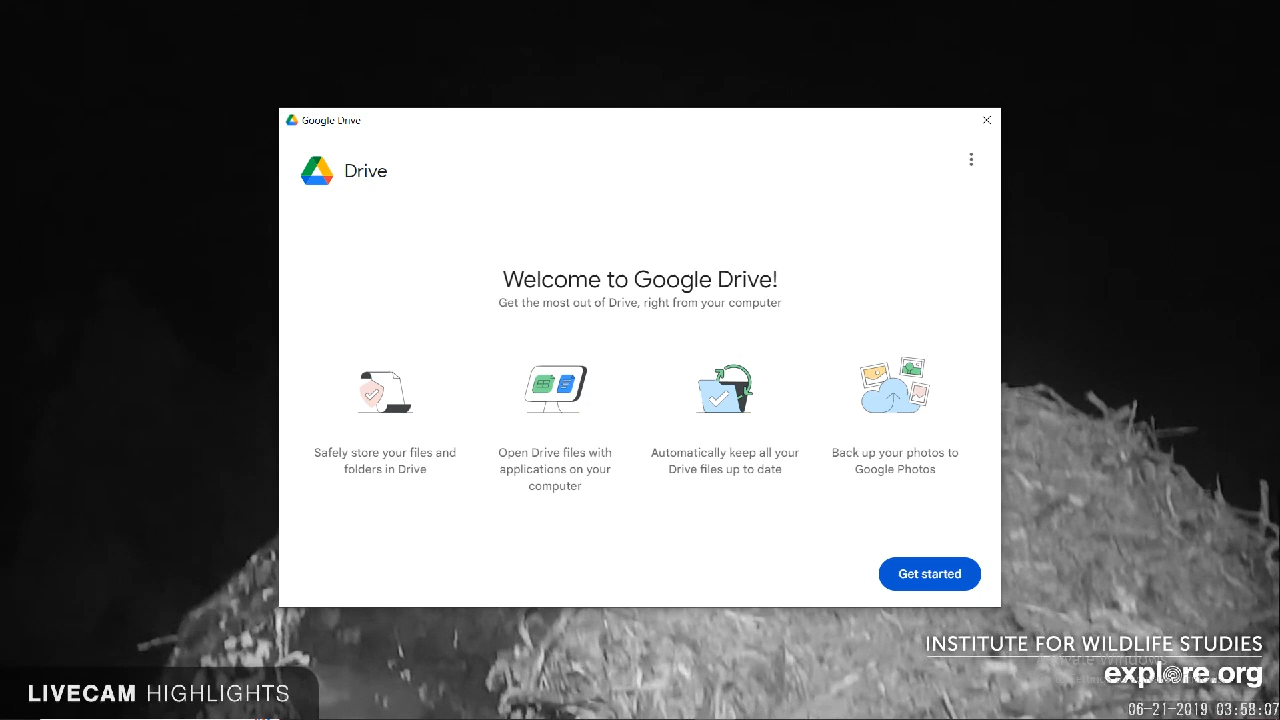 Google Drive
Drive
Welcome to Google Drive!
Get the most out of Drive, right from your computer
Safely store your files and
folders in Drive
Open Drive files with
applications on your
computer
Automatically keep all your
Drive files up to date
Back up your photos to
Google Photos
Get started
INSTITUTE FOR WILDLIFE STUDIES
explore.org
LIVECAM HIGHLIGHTS
06-21-2019 03:58:07